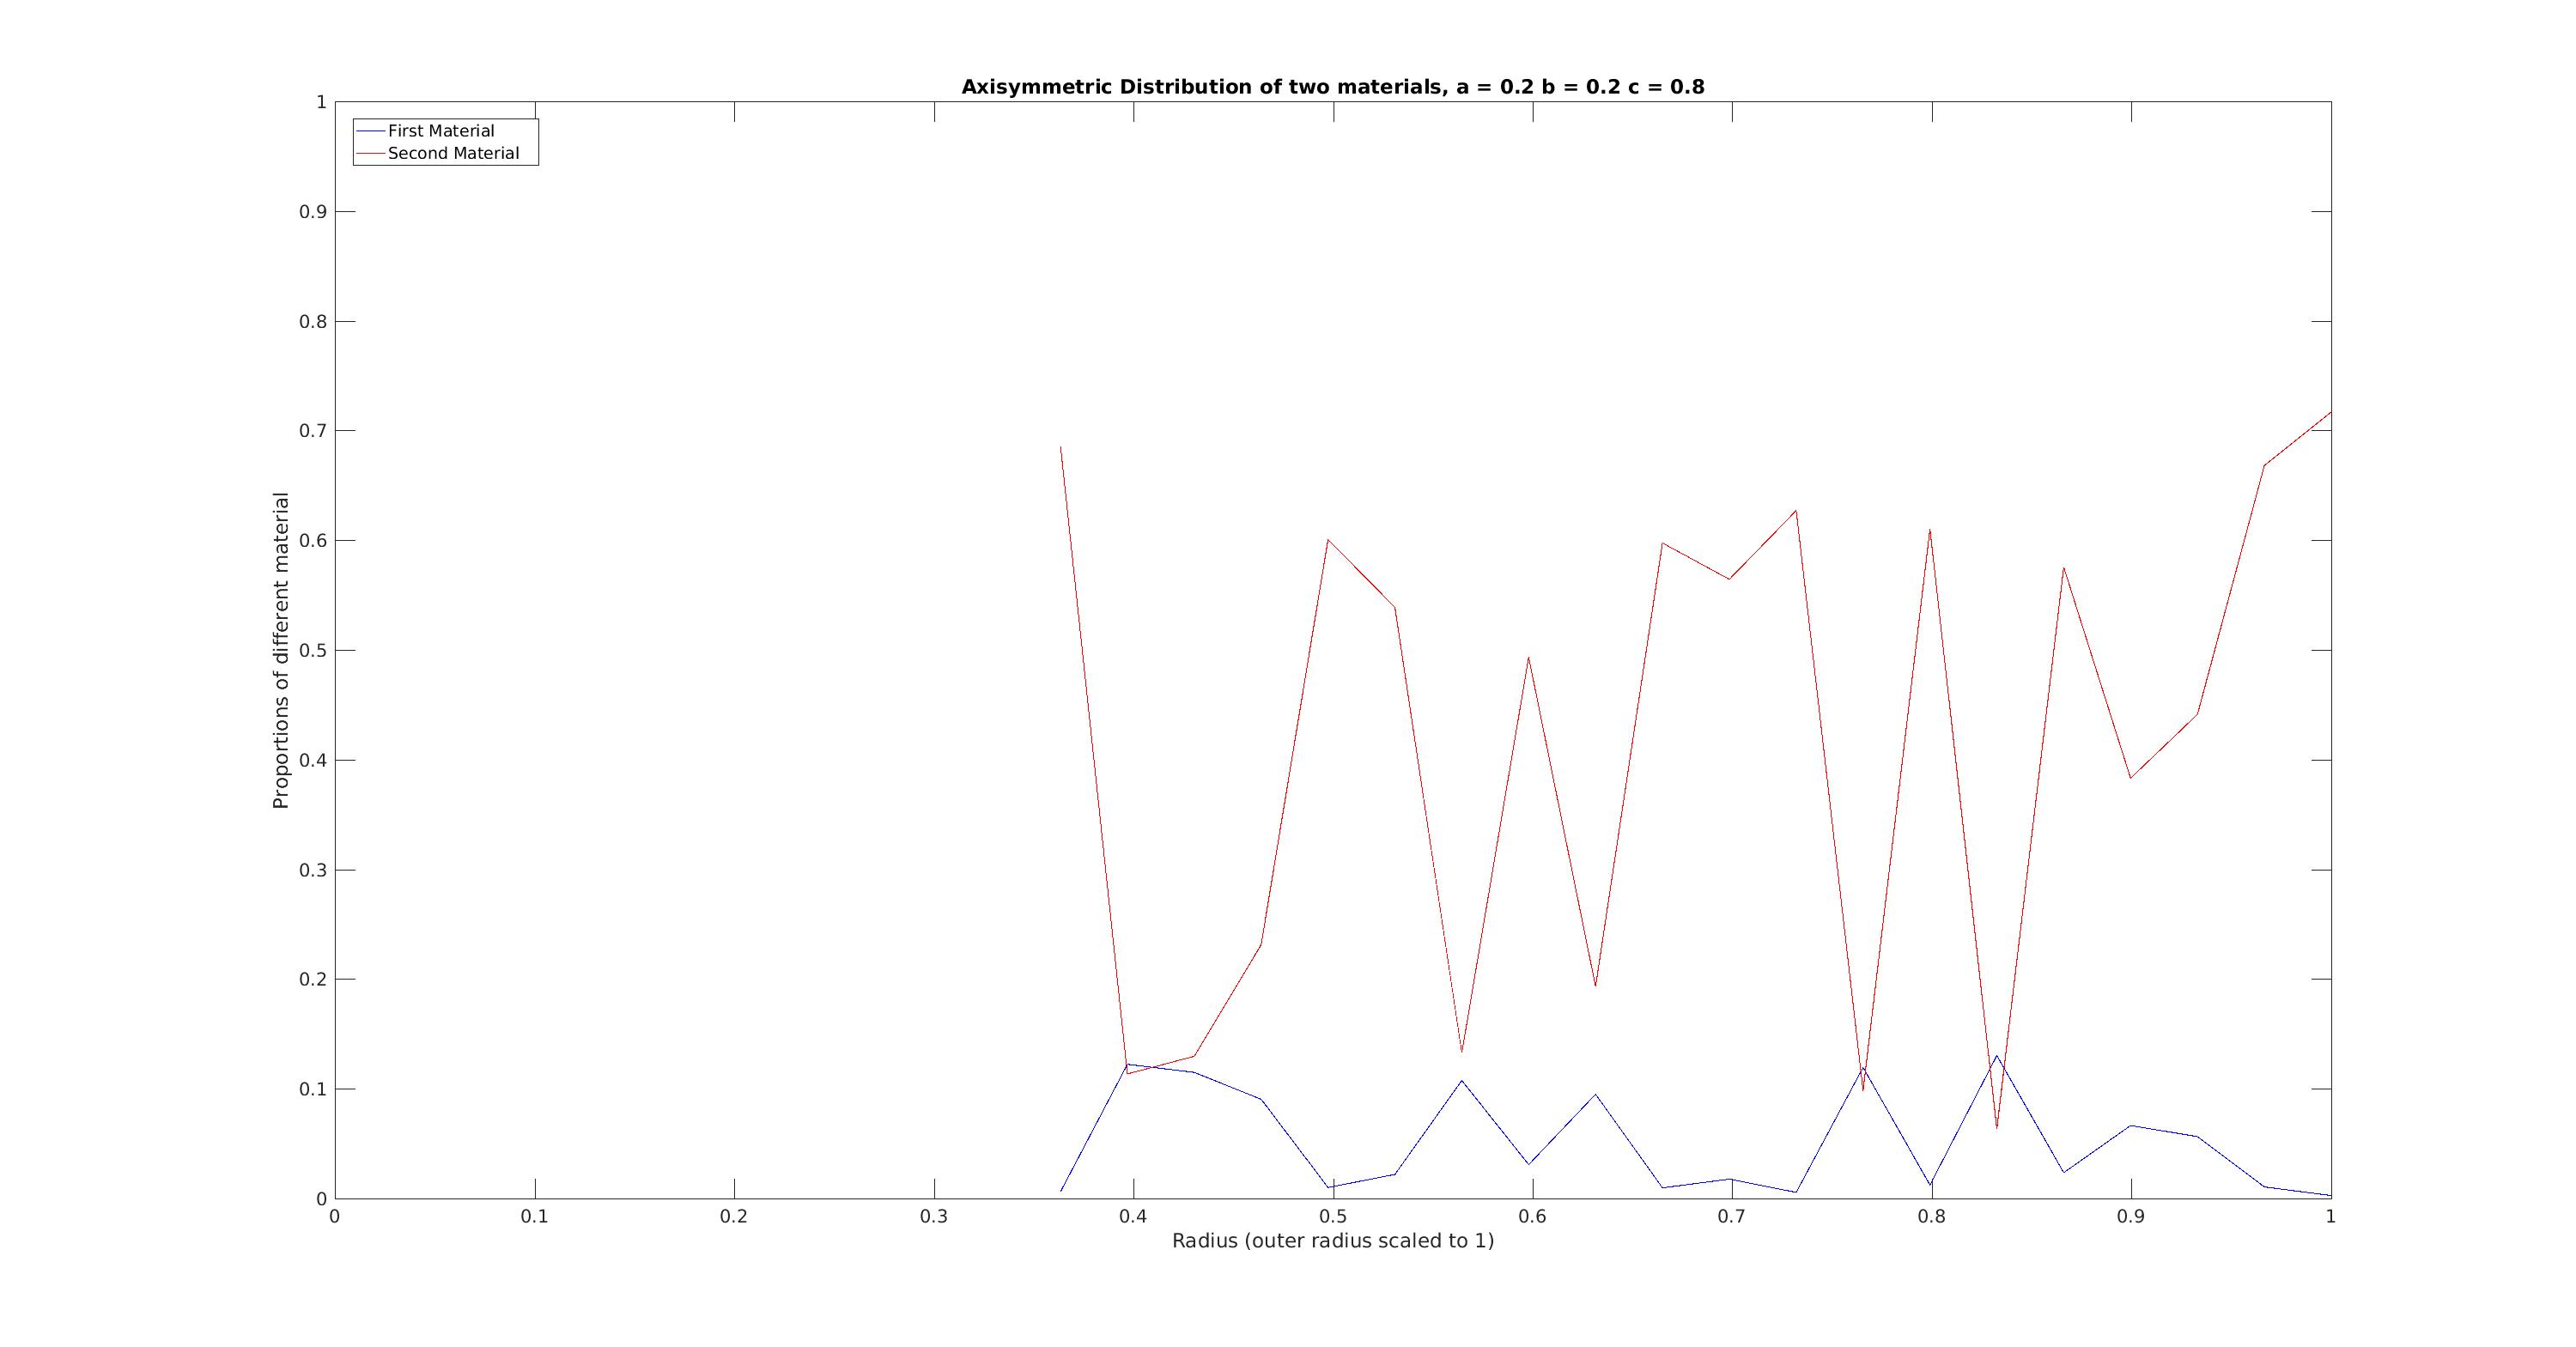 Axisymmetric Distribution of two materials, a = 0.2 b = 0.2 c = 0.8
First Material
Second Material
Proportions of different material
1
0.9
0.8
0.7
0.6
0.5
0.4
0.3
0.2
0.1
0
0 0.1 0.2 0.3 0.4 0.5 0.6 0.7 0.8 0.9 1
Radius (outer radius scaled to 1)